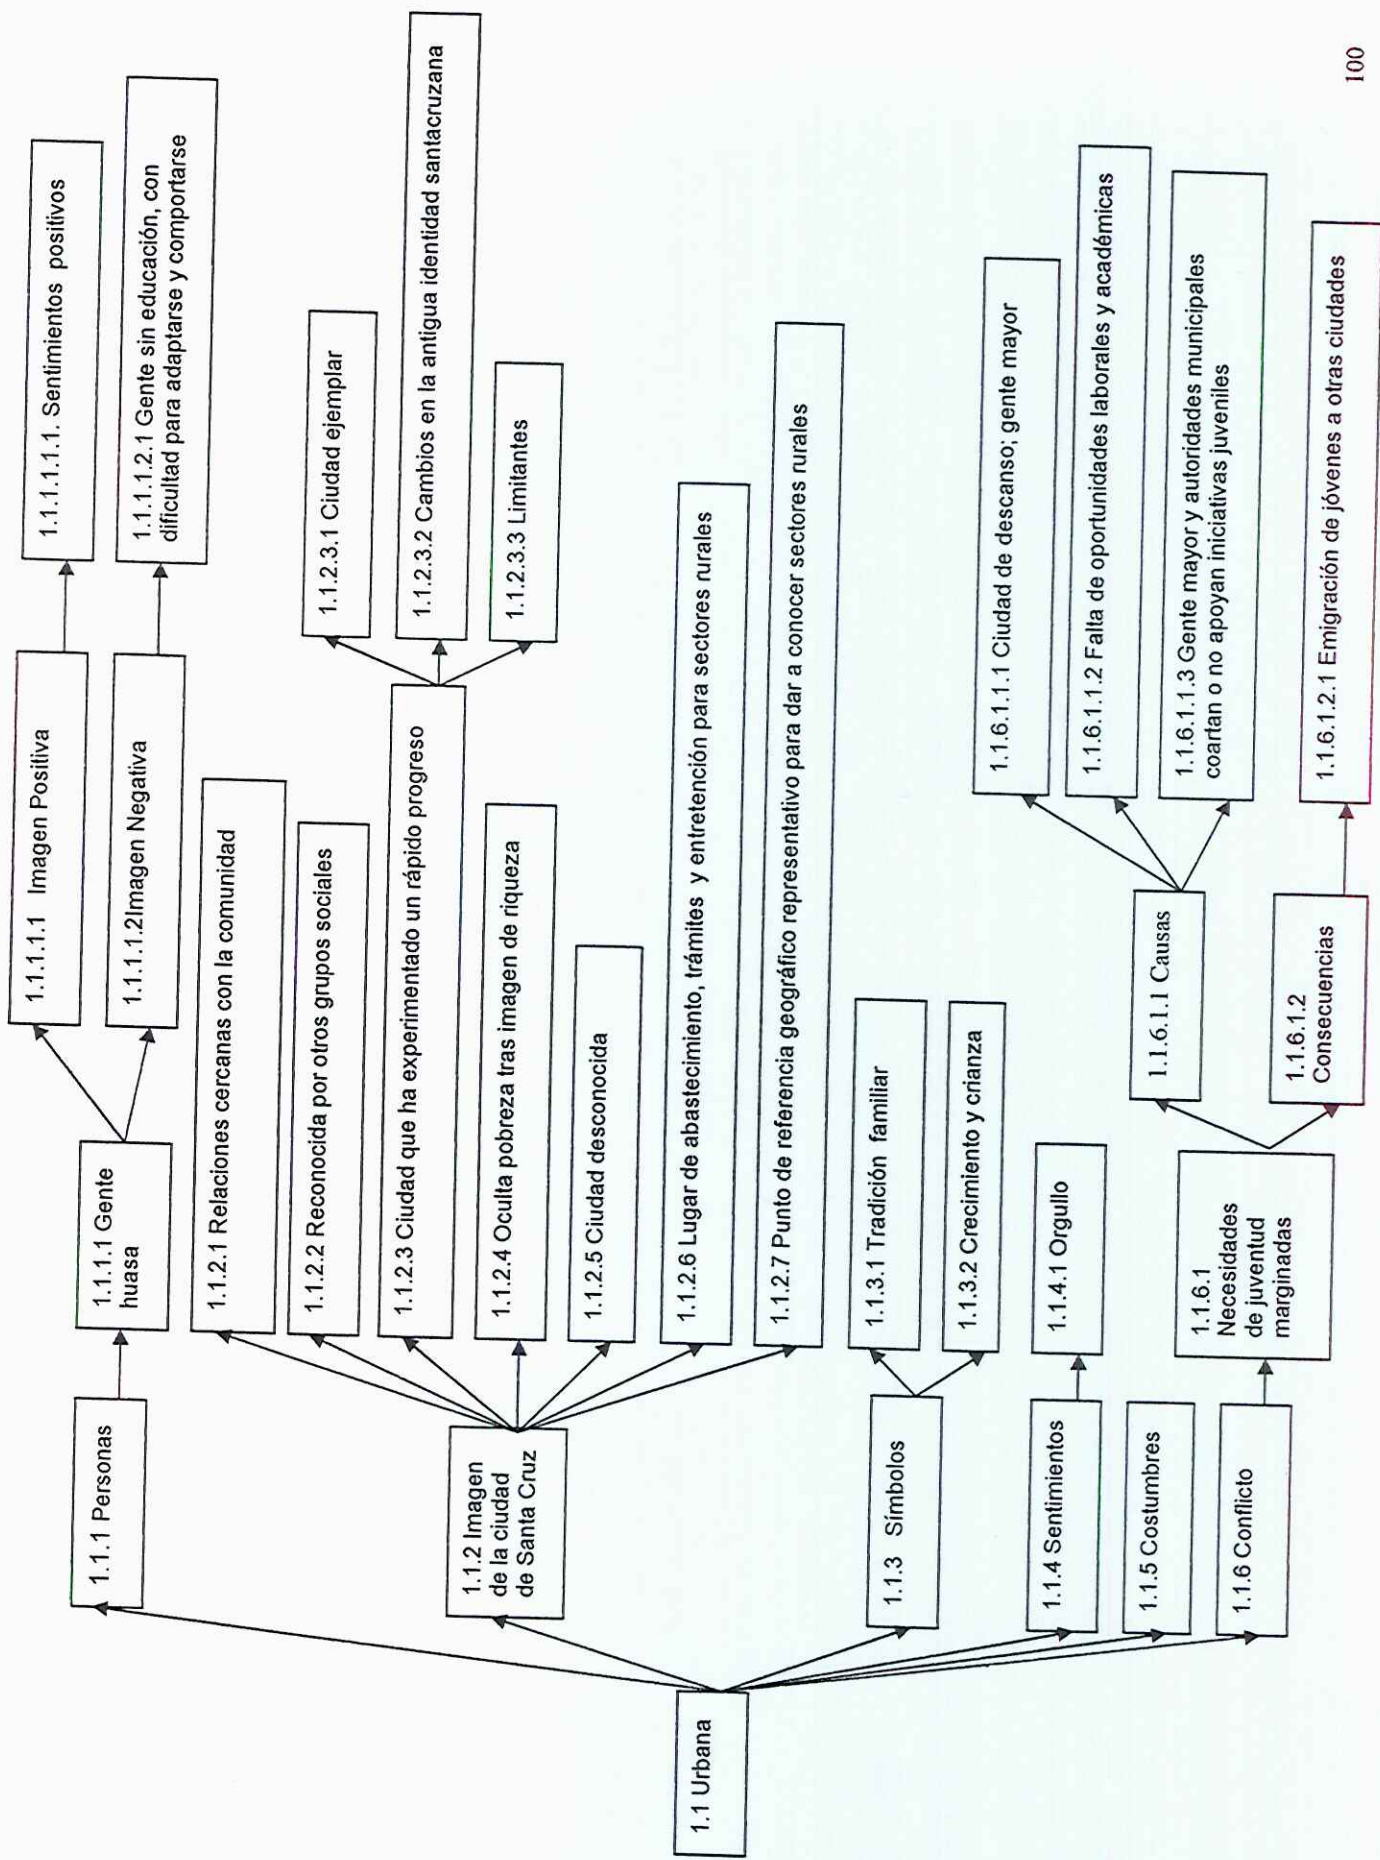 1.1 Urbana
1.1.1 Personas
1.1.1.1 Gente
huasa
1.1.1.1.1 Imagen Positiva
1.1.1.1.1.1. Sentimientos positivos
1.1.1.1.2Imagen Negativa
1.1.1.1.2.1 Gente sin educación, con
dificultad para adaptarse y comportarse
1.1.2 Imagen
de la ciudad
de Santa Cruz
1.1.2.1 Relaciones cercanas con la comunidad
1.1.2.2 Reconocida por otros grupos sociales
1.1.2.3 Ciudad que ha experimentado un rápido progreso
1.1.2.3.1 Ciudad ejemplar
1.1.2.3.2 Cambios en la antigua identidad santacruzana
1.1.2.3.3 Limitantes
1.1.2.4 Oculta pobreza tras imagen de riqueza
1.1.2.5 Ciudad desconocida
1.1.2.6 Lugar de abastecimiento, trámites y entretención para sectores rurales
1.1.2.7 Punto de referencia geográfico representativo para dar a conocer sectores rurales
1.1.3 Símbolos
1.1.3.1 Tradición familiar
1.1.3.2 Crecimiento y crianza
1.1.4 Sentimientos
1.1.4.1 Orgullo
1.1.5 Costumbres
1.1.6 Conflicto
1.1.6.1
Necesidades
de juventud
marginadas
1.1.6.1.1 Causas
1.1.6.1.1.1 Ciudad de descanso; gente mayor
1.1.6.1.1.2 Falta de oportunidades laborales y académicas
1.1.6.1.1.3 Gente mayor y autoridades municipales
coartan o no apoyan iniciativas juveniles
1.1.6.1.2
Consecuencias
1.1.6.1.2.1 Emigración de jóvenes a otras ciudades
100